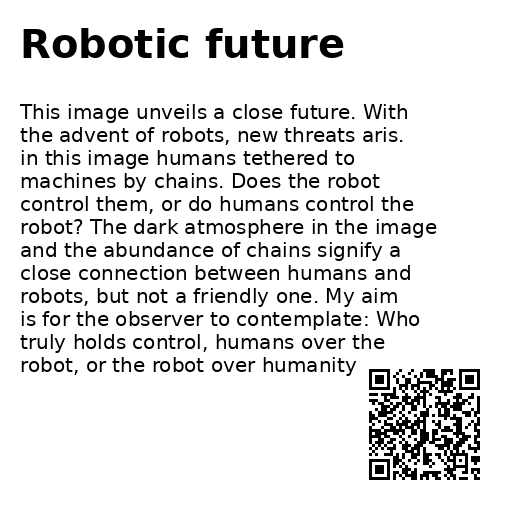 Robotic future
This image unveils a close future. With
the advent of robots, new threats aris.
in this image humans tethered to
machines by chains. Does the robot
control them, or do humans control the
robot? The dark atmosphere in the image
and the abundance of chains signify a
close connection between humans and
robots, but not a friendly one. My aim
is for the observer to contemplate: Who
truly holds control, humans over the
robot, or the robot over humanity